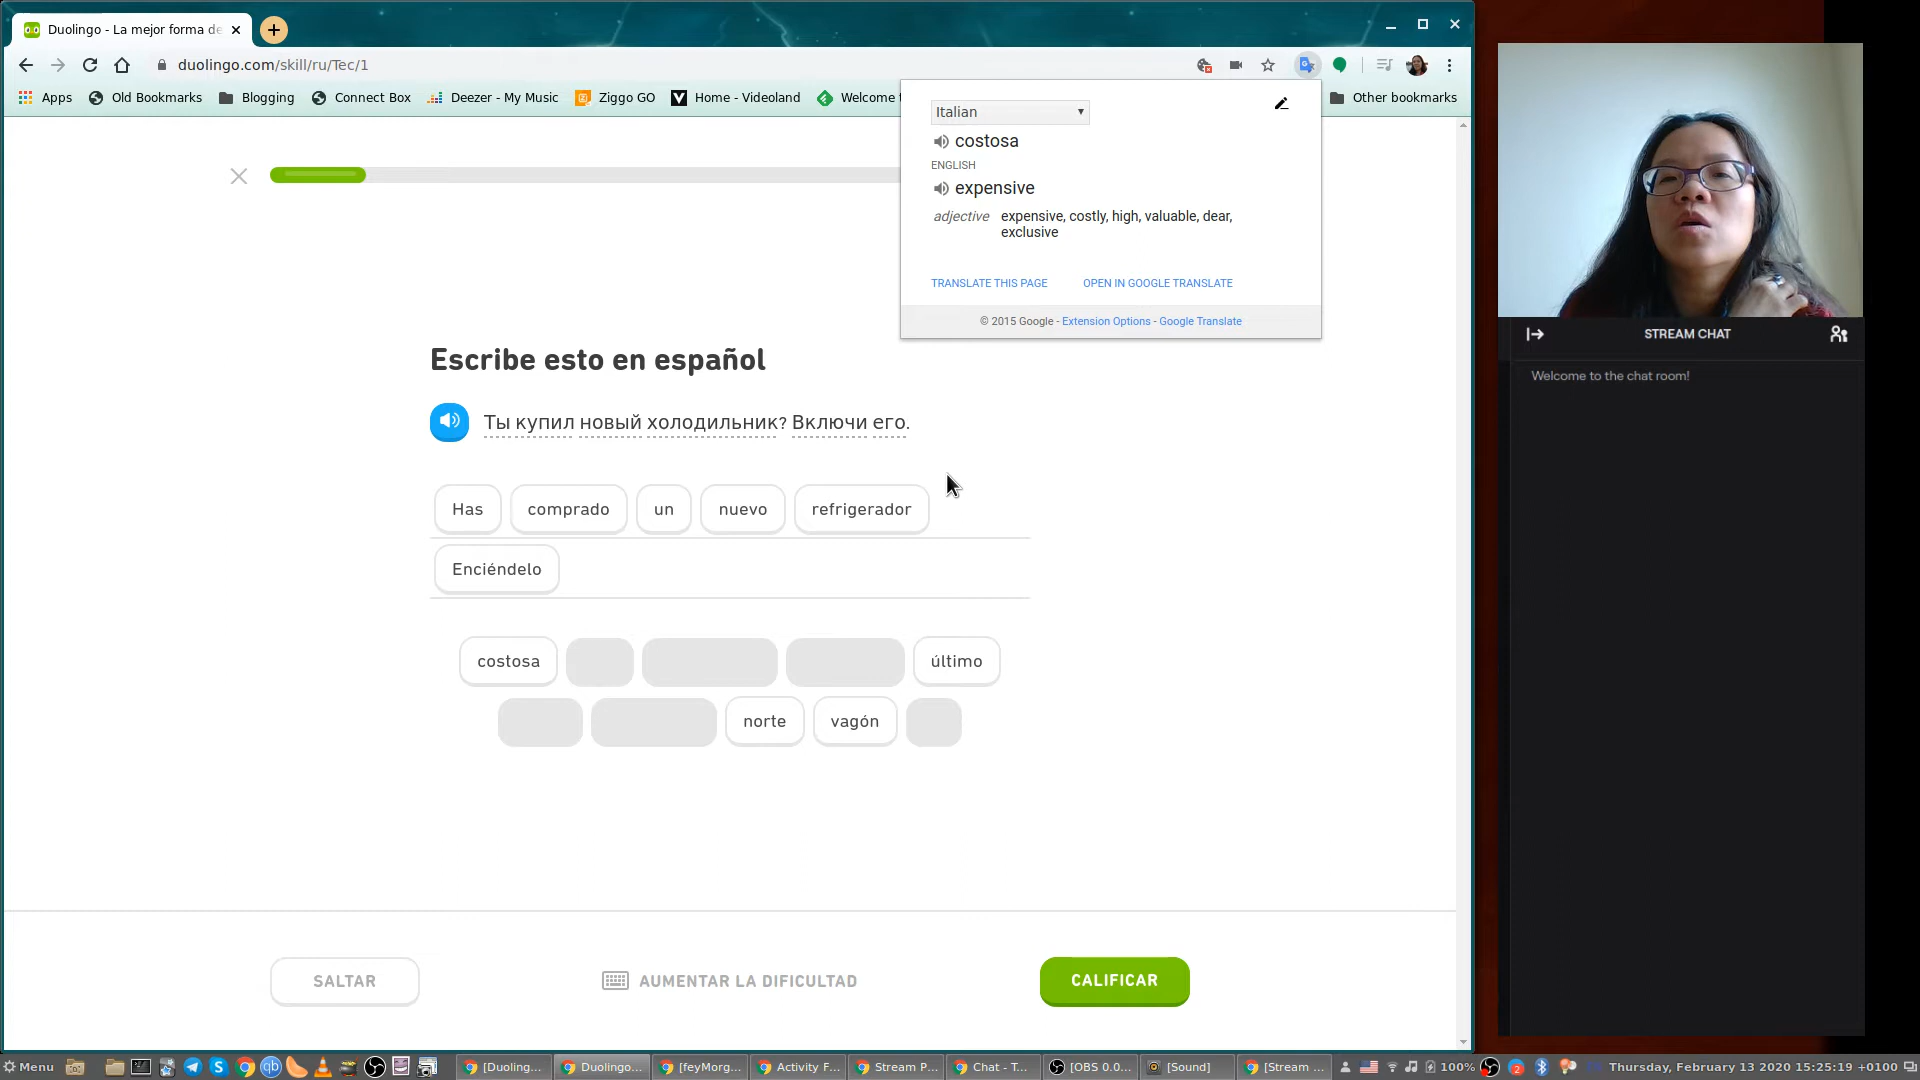 Duolingo - La mejor forma de
duolingo.com/skill/ru/Tec/1
Apps Old Bookmarks Blogging Connect Box Deezer - My Music Ziggo GO Home - Videoland Welcome Other bookmarks
Italian
costosa
ENGLISH
expensive
adjective expensive, costly, high, valuable, dear,
exclusive
TRANSLATE THIS PAGE OPEN IN GOOGLE TRANSLATE
© 2015 Google - Extension Options - Google Translate
STREAM CHAT
Welcome to the chat room!
Escribe esto en español
Ты купил новый холодильник? Включи его.
Has comprado un nuevo refrigerador
Enciéndelo
costosa último
norte vagón
SALTAR AUMENTAR LA DIFICULTAD CALIFICAR
Menu [Duoling... Duolingo... [feyMorg... Activity F... Stream P... Chat - T... [OBS 0.0... [Sound] [Stream ... 100% 2 Thursday, February 13 2020 15:25:19 +0100